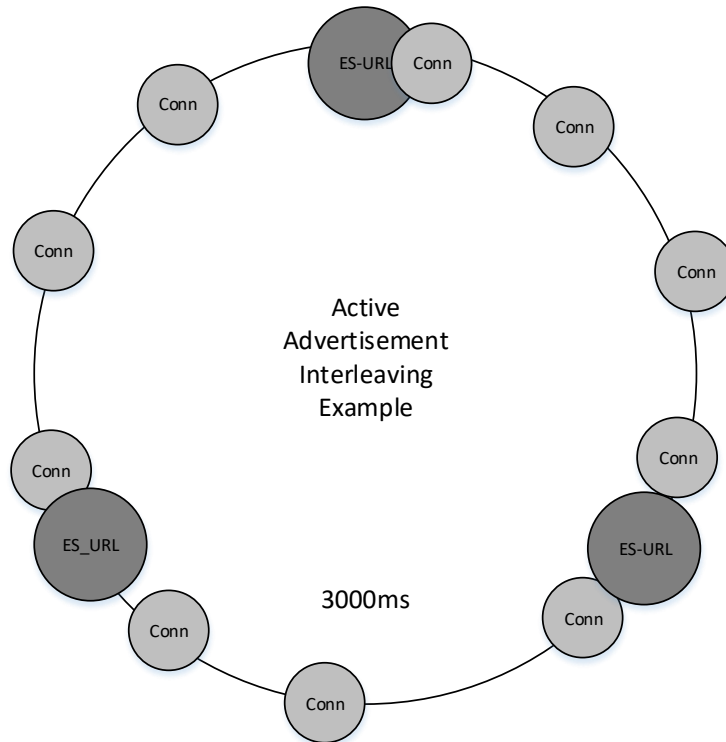 ES-URL
Conn
Conn
Conn
Conn
Conn
Active
Advertisement
Interleaving
Example
Conn
Conn
ES_URL
ES-URL
3000ms
Conn
Conn
Conn